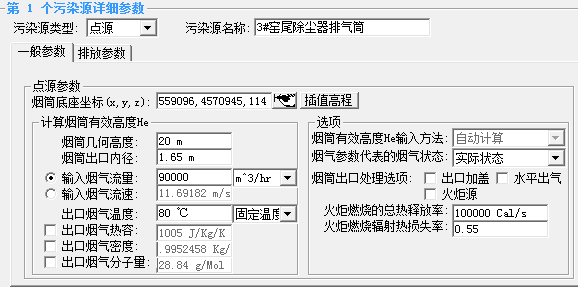 第 1 个污染源详细参数
污染源类型: 点源 污染源名称: 3#窑尾除尘器排气筒
一般参数 排放参数
点源参数
烟筒底座坐标(x,y,z): 559096,4570945,114 插值高程
计算烟筒有效高度He
烟筒几何高度: 20 m
烟筒出口内径: 1.65 m
输入烟气流量: 90000 m^3/hr
输入烟气流速: 11.69182 m/s
出口烟气温度: 80 ℃ 固定温度
出口烟气热容: 1005 J/Kg/K
出口烟气密度: .9952458 Kg/
出口烟气分子量: 28.84 g/Mol
选项
烟筒有效高度He输入方法: 自动计算
烟气参数代表的烟气状态: 实际状态
烟筒出口处理选项: 出口加盖 水平出气
火炬源
火炬燃烧的总热释放率: 100000 Cal/s
火炬燃烧辐射热损失率: 0.55